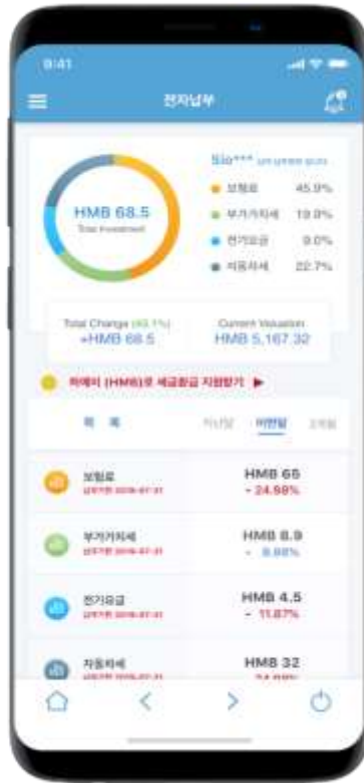 9:41
전자납부
Sio***
HMB 68.5
Total Investment
보험료 45.9%
부가가치세 19.9%
전기요금 9.0%
자동차세 22.7%
Total Change
+HMB 68.5
Current Valuation
HMB 5,167.32
하메비 (HMB)로 세금환급 지원받기 ▶
목 록
지난달 이번달
보험료
HMB 65
- 24.98%
부가가치세
HMB 8.9
- 9.98%
전기요금
HMB 4.5
- 11.87%
자동차세
HMB 32